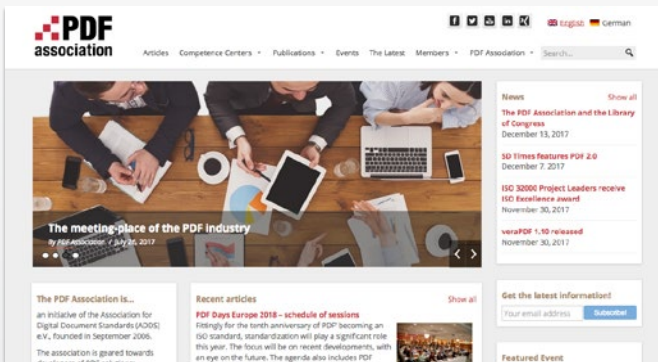 PDF
association
English
German
Articles
Competence Centers
Publications
Events
The Latest
Members
PDF Association
Search...
The meeting-place of the PDF industry
By PDF Association / July 26, 2017
News
Show all
The PDF Association and the Library
of Congress
December 13, 2017
SD Times features PDF 2.0
December 7, 2017
ISO 32000 Project Leaders receive
ISO Excellence award
November 30, 2017
veraPDF 1.10 released
November 30, 2017
The PDF Association is...
an initiative of the Association for
Digital Document Standards (ADDS)
e.V., founded in September 2006.
The association is geared towards
Recent articles
Show all
PDF Days Europe 2018 – schedule of sessions
Fittingly for the tenth anniversary of PDF' becoming an
ISO standard, standardization will play a significant role
this year. The focus will be on recent developments, with
an eye on the future. The agenda also includes PDF
Get the latest information!
Your email address
Subscribe!
Featured Event